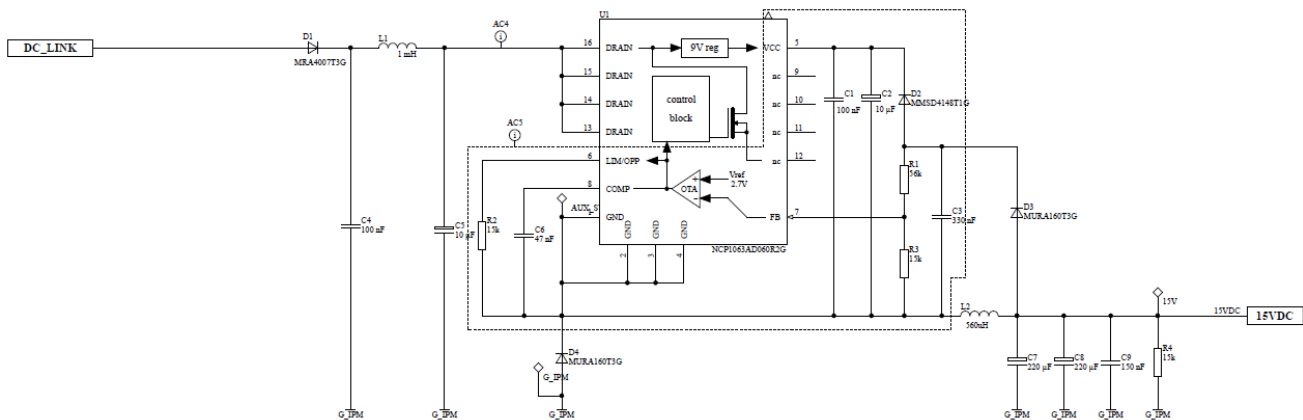 DC_LINK
D1
MRA4007T3G
L1
1 mH
AC4
U1
16
DRAIN
9V reg
VCC
5
15
DRAIN
nc
9
14
DRAIN
control
block
nc
10
13
DRAIN
nc
11
nc
12
C1
100 nF
C2
10 µF
D2
MMSD4148T1G
AC5
6
LIM/OPP
Vref
2.7V
8
COMP
OTA
GND
FB
7
GND
GND
GND
2
3
4
NCP1063AD060R2G
R1
56k
R3
15k
C3
330 nF
D3
MURA160T3G
C4
100 nF
C5
10 µF
R2
15k
C6
47 nF
L2
560uH
15V
15VDC
15VDC
D4
MURA160T3G
G_IPM
C7
220 µF
C8
220 µF
C9
150 nF
R4
15k
G_IPM
G_IPM
G_IPM
G_IPM
G_IPM
G_IPM
G_IPM